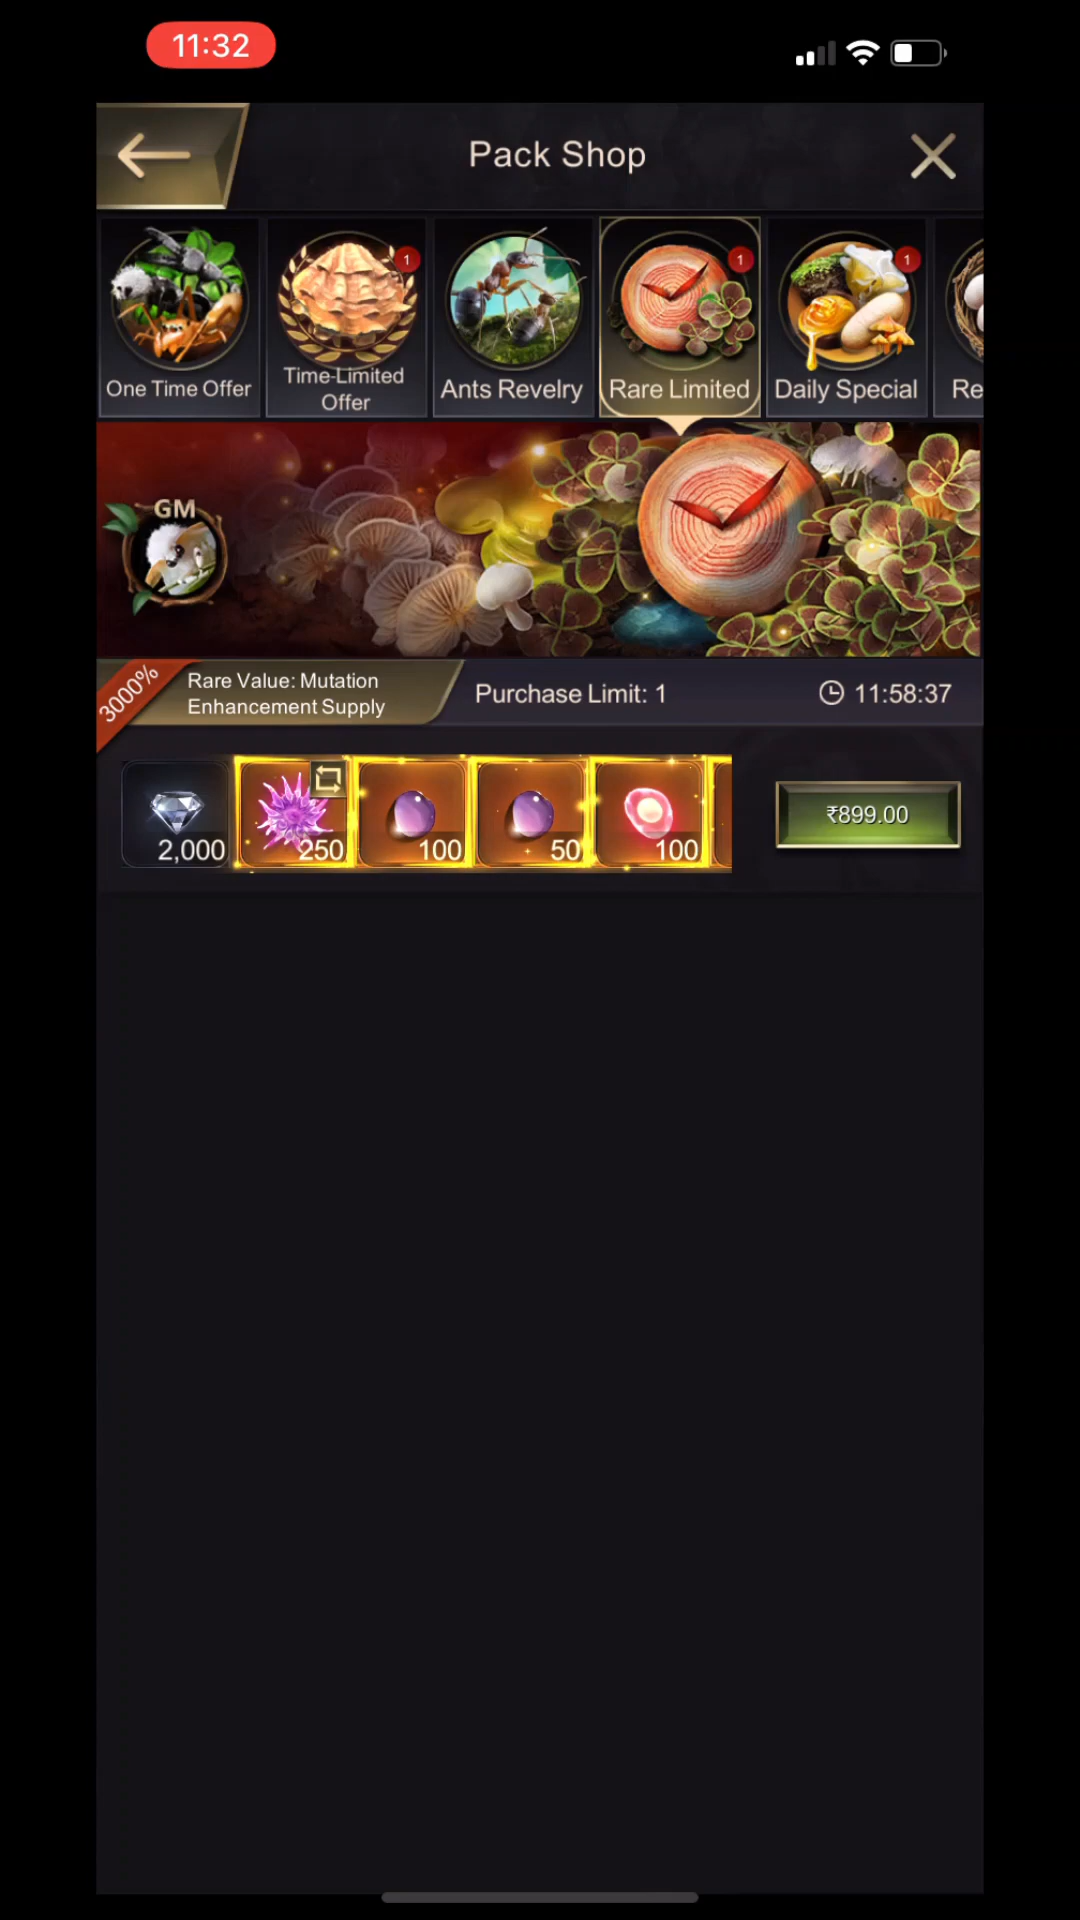 11:32
Pack Shop
1
1
1
One Time Offer
Time-Limited
Offer
Ants Revelry
Rare Limited
Daily Special
Re
GM
3000%
Rare Value: Mutation
Enhancement Supply
Purchase Limit: 1
11:58:37
2,000
250
100
50
100
₹899.00